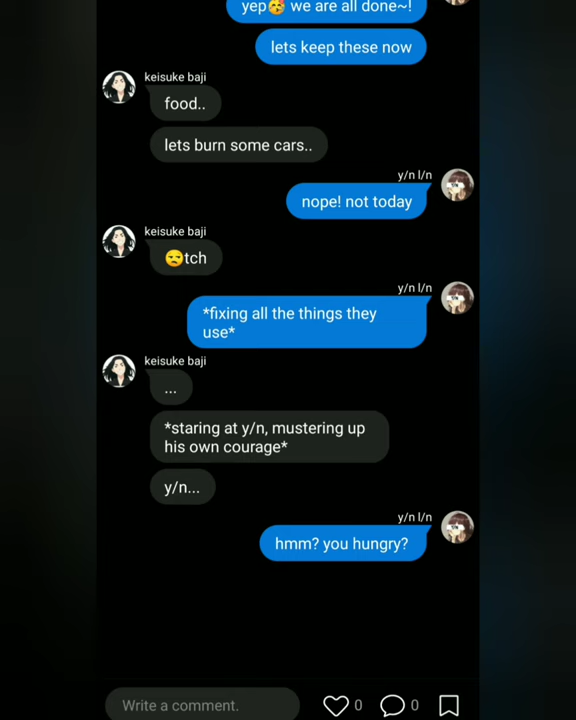 yep🥳 we are all done~!
lets keep these now
keisuke baji
food..
lets burn some cars..
y/n l/n
nope! not today
keisuke baji
😒tch
y/n l/n
*fixing all the things they
use*
keisuke baji
...
*staring at y/n, mustering up
his own courage*
y/n...
y/n l/n
hmm? you hungry?
Write a comment.
0
0